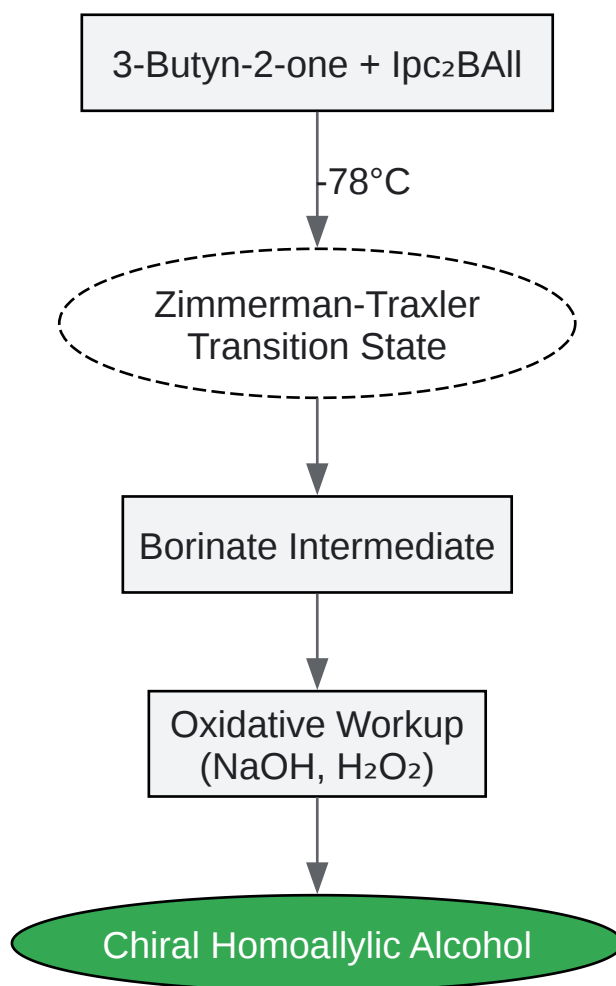 3-Butyn-2-one + Ipc₂BAll
-78°C
Zimmerman-Traxler
Transition State
Borinate Intermediate
Oxidative Workup
(NaOH, H₂O₂)
Chiral Homoallylic Alcohol